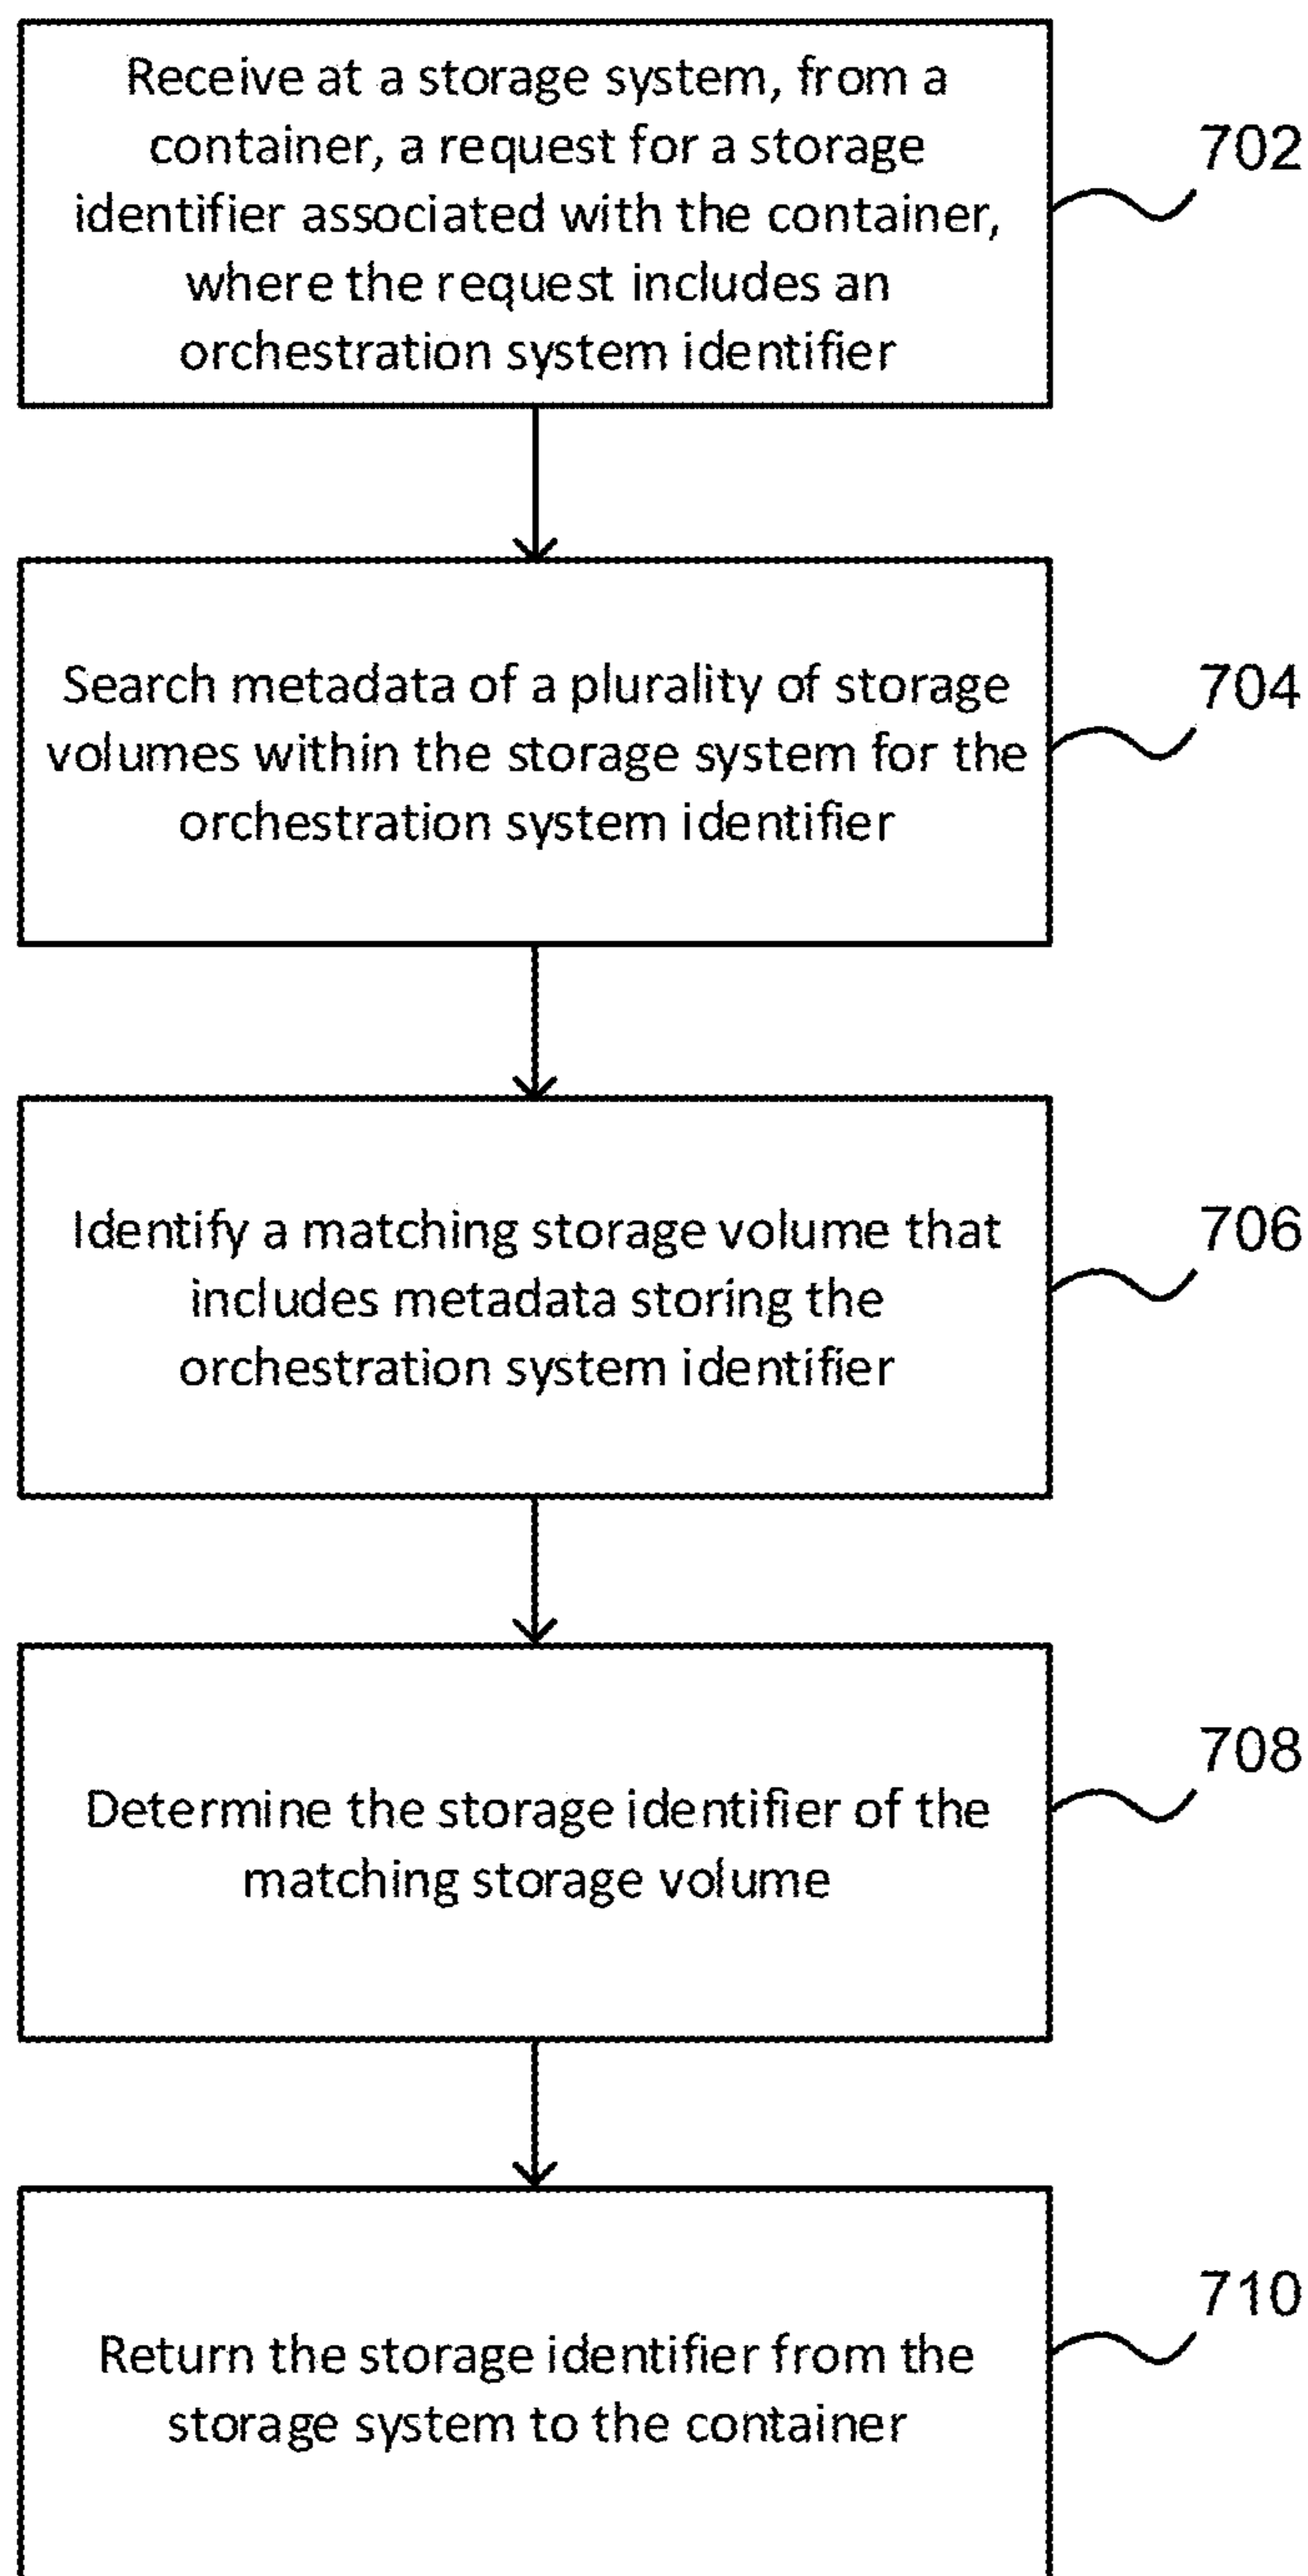 Receive at a storage system, from a
container, a request for a storage
identifier associated with the container,
where the request includes an
orchestration system identifier
702
Search metadata of a plurality of storage
volumes within the storage system for the
orchestration system identifier
704
Identify a matching storage volume that
includes metadata storing the
orchestration system identifier
706
Determine the storage identifier of the
matching storage volume
708
Return the storage identifier from the
storage system to the container
710